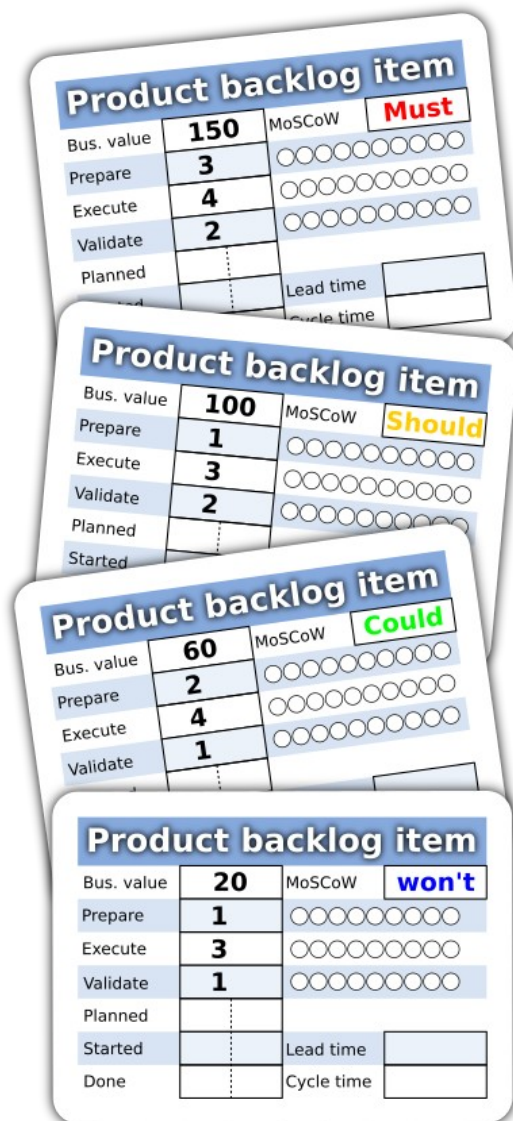 Product backlog item
Bus. value 150 MoSCoW Must
Prepare 3
Execute 4
Validate 2
Planned
Lead time
Cycle time
Product backlog item
Bus. value 100 MoSCoW Should
Prepare 1
Execute 3
Validate 2
Planned
Started
Product backlog item
Bus. value 60 MoSCoW Could
Prepare 2
Execute 4
Validate 1
Product backlog item
Bus. value 20 MoSCoW won't
Prepare 1
Execute 3
Validate 1
Planned
Started Lead time
Done Cycle time